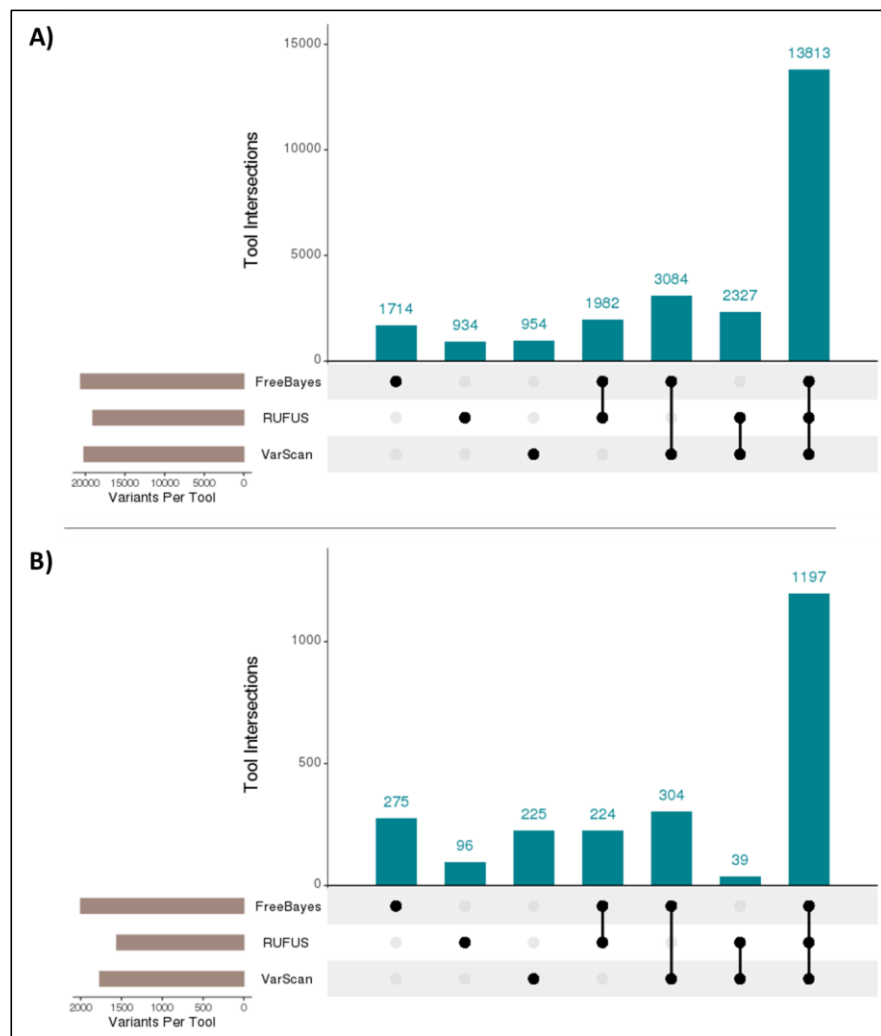 A)
15000
13813
10000
Tool Intersections
5000
3084
2327
1982
1714
934
954
0
FreeBayes
RUFUS
VarScan
20000 15000 10000 5000 0
Variants Per Tool
B)
1197
1000
Tool Intersections
500
304
275
225
224
96
39
0
FreeBayes
RUFUS
VarScan
2000 1500 1000 500 0
Variants Per Tool